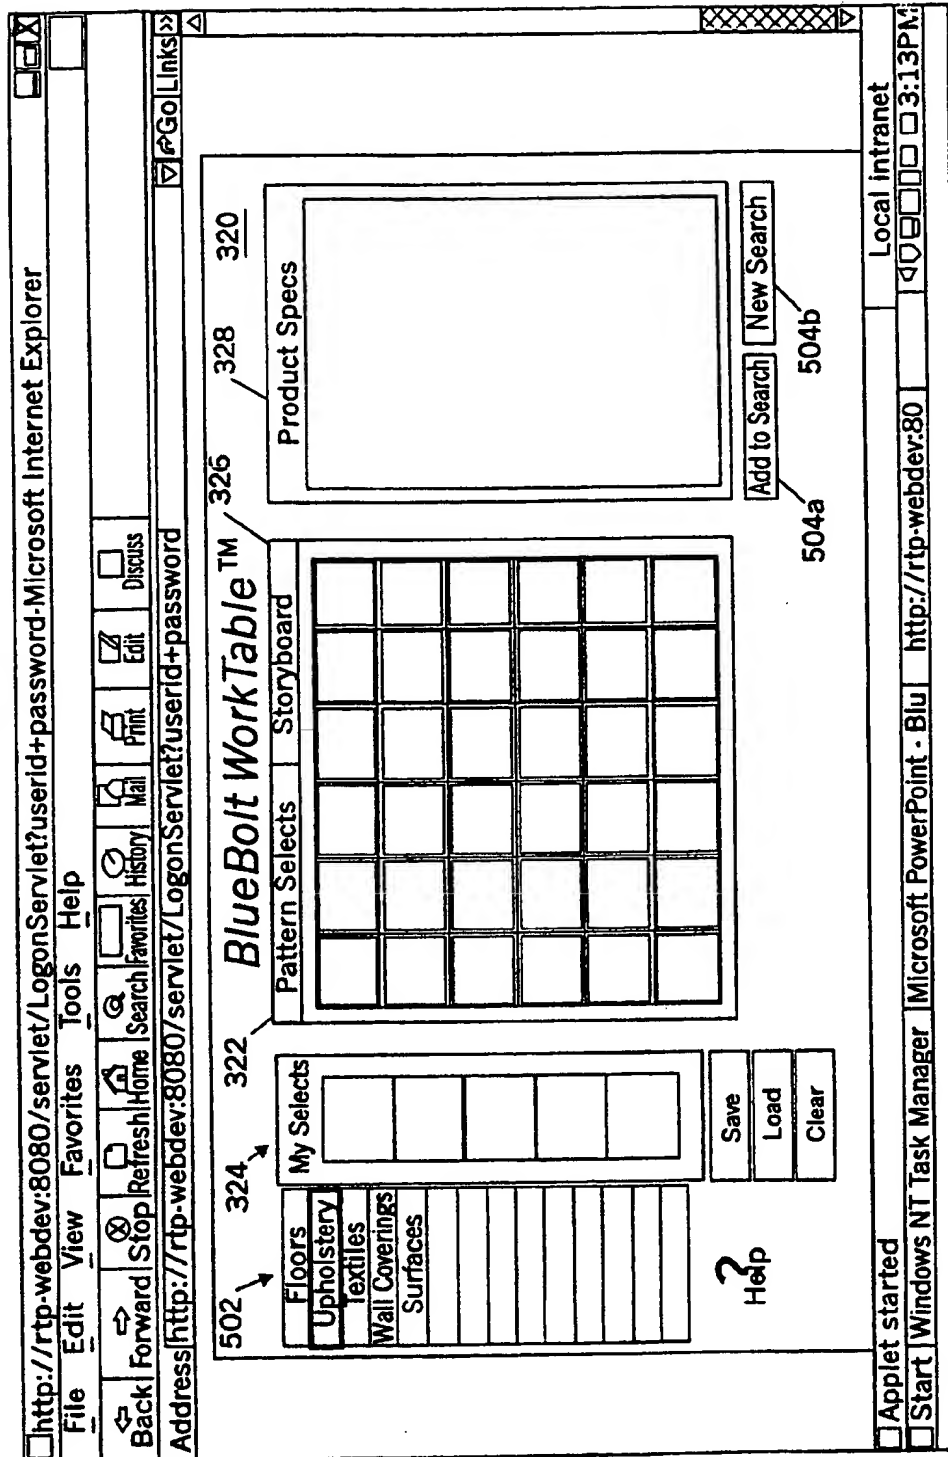 http://rtp-webdev:8080/servlet/LogonServlet?userid+password-Microsoft Internet Explorer
File Edit View Favorites Tools Help
Back Forward Stop Refresh Home Search Favorites History Mail Print Edit Discuss
Address http://rtp-webdev:8080/servlet/LogonServlet?userid+password Go Links >>
BlueBolt WorkTable™
502
324
322
326
328
320
Floors
Upholstery
Textiles
Wall Coverings
Surfaces
? Help
My Selects
Save
Load
Clear
Pattern Selects Storyboard
Product Specs
Add to Search New Search
504a
504b
Applet started Local intranet
Start Windows NT Task Manager Microsoft PowerPoint - Blu http://rtp-webdev:80 3:13PM